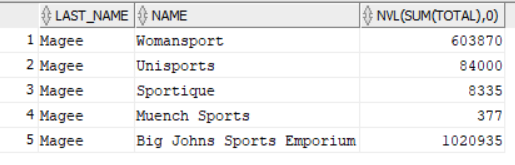 LAST_NAME NAME NVL(SUM(TOTAL),0)
1 Magee Womansport 603870
2 Magee Unisports 84000
3 Magee Sportique 8335
4 Magee Muench Sports 377
5 Magee Big Johns Sports Emporium 1020935